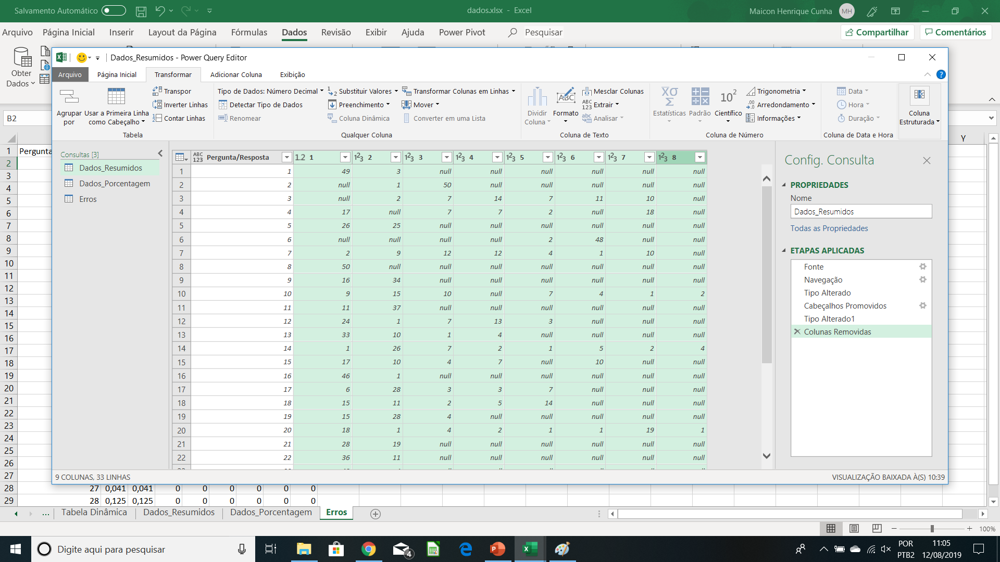 Salvamento Automático
dados.xlsx - Excel
Maicon Henrique Cunha MH
Arquivo Página Inicial Inserir Layout da Página Fórmulas Dados Revisão Exibir Ajuda Power Pivot Pesquisar Compartilhar Comentários
Obter
Dados
Dados_Resumidos - Power Query Editor
Arquivo Página Inicial Transformar Adicionar Coluna Exibição
Agrupar
por
Usar a Primeira Linha
como Cabeçalho
Transpor
Inverter Linhas
Contar Linhas
Tabela
Tipo de Dados: Número Decimal
Detectar Tipo de Dados
Renomear
Substituir Valores
Preenchimento
Coluna Dinâmica
Transformar Colunas em Linhas
Mover
Converter em uma Lista
Qualquer Coluna
Dividir
Coluna
Formato
Mesclar Colunas
Extrair
Analisar
Coluna de Texto
Estatísticas
Padrão
Científico
Trigonometria
Arredondamento
Informações
Coluna de Número
Data
Hora
Duração
Coluna de Data e Hora
Coluna
Estruturada
B2
Y
1 Pergunta
2
3
4
5
6
7
8
9
10
11
12
13
14
15
16
17
18
19
20
21
22
23
24
25
26
27
Consultas [3]
Dados_Resumidos
Dados_Porcentagem
Erros
ABC 123 Pergunta/Resposta 1.2 1 123 2 123 3 123 4 123 5 123 6 123 7 123 8
1 1 49 3 null null null null null null
2 2 null 1 50 null null null null null
3 3 null 2 7 14 7 11 10 null
4 4 17 null 7 7 2 null 18 null
5 5 26 25 null null null null null null
6 6 null null null null 2 48 null null
7 7 2 9 12 12 4 1 10 null
8 8 50 null null null null null null null
9 9 16 34 null null null null null null
10 10 9 15 10 null 7 4 1 2
11 11 11 37 null null null null null null
12 12 24 1 7 13 3 null null null
13 13 33 10 1 4 null null null null
14 14 1 26 7 2 1 5 2 4
15 15 17 10 4 7 null 10 null null
16 16 46 1 null null null null null null
17 17 6 28 3 3 7 null null null
18 18 15 11 2 5 14 null null null
19 19 15 28 4 null null null null null
20 20 18 1 4 2 1 1 19 1
21 21 28 19 null null null null null null
22 22 36 11 null null null null null null
9 COLUNAS, 33 LINHAS
VISUALIZAÇÃO BAIXADA À(S) 10:39
Config. Consulta
PROPRIEDADES
Nome
Dados_Resumidos
Todas as Propriedades
ETAPAS APLICADAS
Fonte
Navegação
Tipo Alterado
Cabeçalhos Promovidos
Tipo Alterado1
Colunas Removidas
28 27 0,041 0,041 0 0 0 0 0 0
29 28 0,125 0,125 0 0 0 0 0 0
... Tabela Dinâmica Dados_Resumidos Dados_Porcentagem Erros
100%
Digite aqui para pesquisar
4
POR
PTB2
11:05
12/08/2019